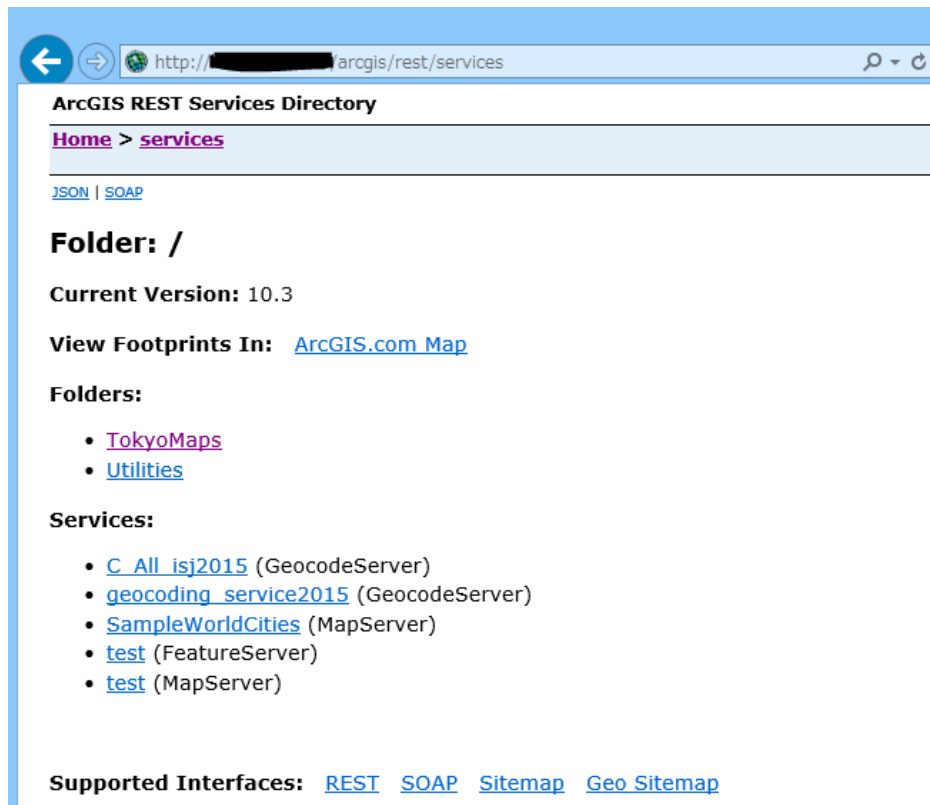 http:// /arcgis/rest/services
ArcGIS REST Services Directory
Home > services
JSON | SOAP
Folder: /
Current Version: 10.3
View Footprints In: ArcGIS.com Map
Folders:
• TokyoMaps
• Utilities
Services:
• C_All_isj2015 (GeocodeServer)
• geocoding_service2015 (GeocodeServer)
• SampleWorldCities (MapServer)
• test (FeatureServer)
• test (MapServer)
Supported Interfaces: REST SOAP Sitemap Geo Sitemap